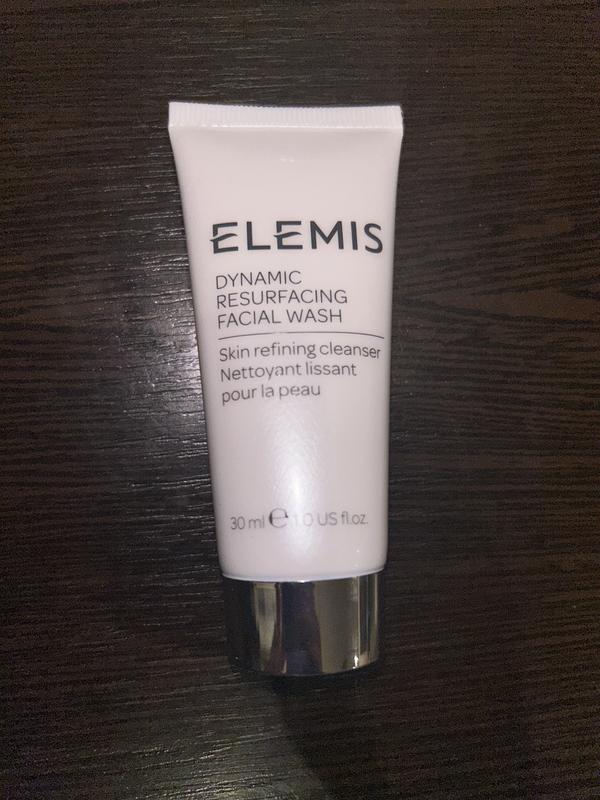 ELEMIS
DYNAMIC
RESURFACING
FACIAL WASH
Skin refining cleanser
Nettoyant lissant
pour la peau
30 ml ℮ 1.0 US fl.oz.